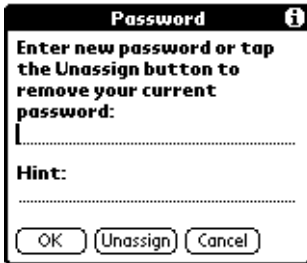 Password i
Enter new password or tap
the Unassign button to
remove your current
password:
Hint:
OK Unassign Cancel